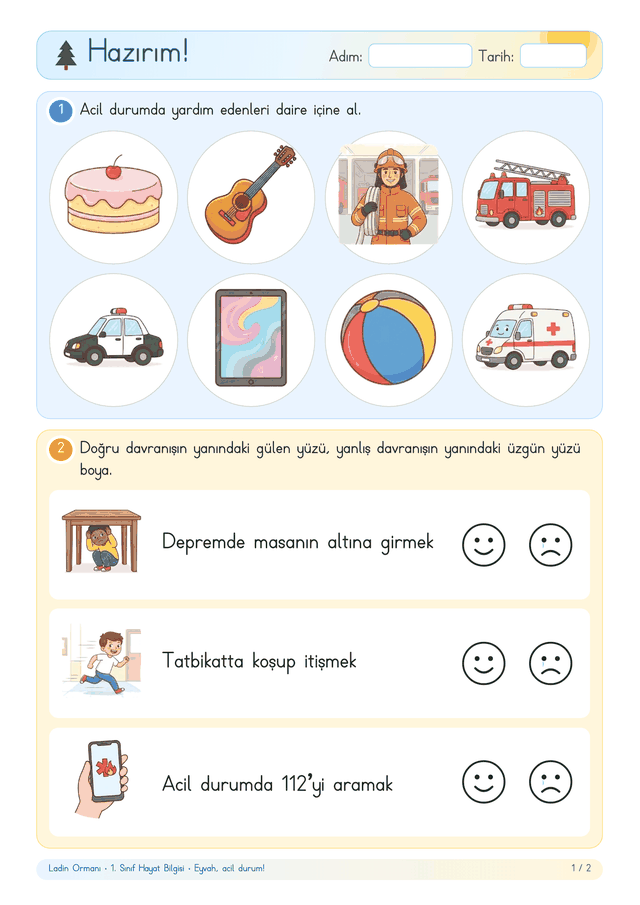 Hazırım!
Adım:
Tarih:
1 Acil durumda yardım edenleri daire içine al.
2 Doğru davranışın yanındaki gülen yüzü, yanlış davranışın yanındaki üzgün yüzü
boya.
Depremde masanın altına girmek
Tatbikatta koşup itişmek
Acil durumda 112'yi aramak
Ladin Ormanı • 1. Sınıf Hayat Bilgisi • Eyvah, acil durum!
1 / 2